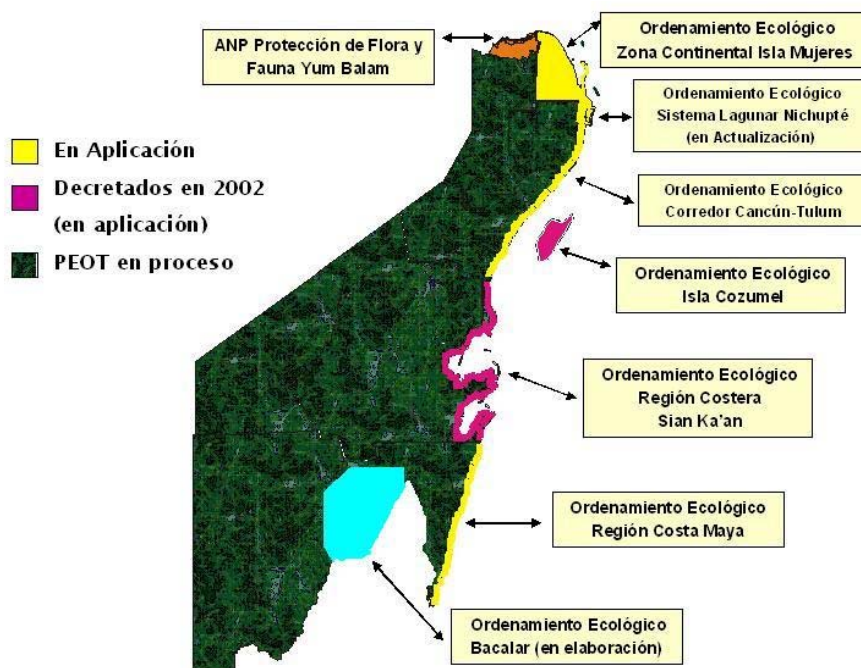 ANP Protección de Flora y
Fauna Yum Balam
Ordenamiento Ecológico
Zona Continental Isla Mujeres
Ordenamiento Ecológico
Sistema Lagunar Nichupté
(en Actualización)
En Aplicación
Decretados en 2002
(en aplicación)
PEOT en proceso
Ordenamiento Ecológico
Corredor Cancún-Tulum
Ordenamiento Ecológico
Isla Cozumel
Ordenamiento Ecológico
Región Costera
Sian Ka'an
Ordenamiento Ecológico
Región Costa Maya
Ordenamiento Ecológico
Bacalar (en elaboración)